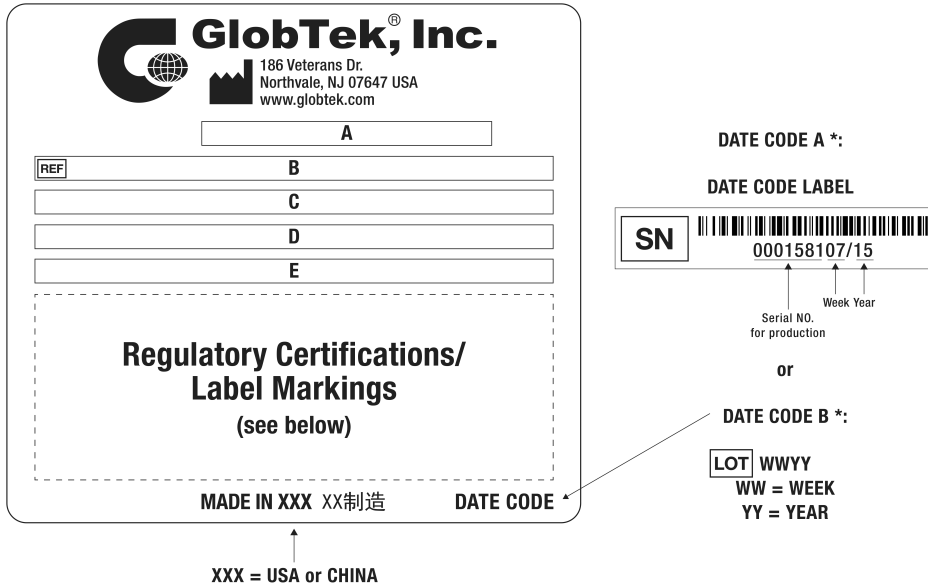 GlobTek,® Inc.
186 Veterans Dr.
Northvale, NJ 07647 USA
www.globtek.com
A
REF B
C
D
E
Regulatory Certifications/
Label Markings
(see below)
MADE IN XXX XX制造 DATE CODE
XXX = USA or CHINA
DATE CODE A *:
DATE CODE LABEL
SN
00015810​7/15
Week Year
Serial NO.
for production
or
DATE CODE B *:
LOT WWYY
WW = WEEK
YY = YEAR